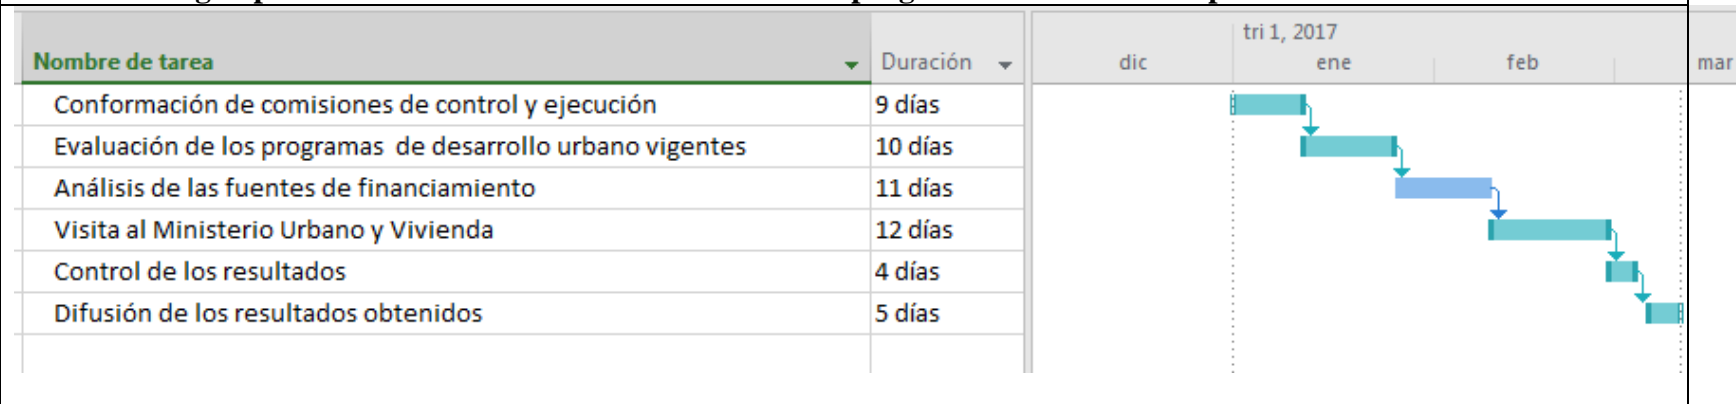 tri 1, 2017
Nombre de tarea Duración dic ene feb mar
Conformación de comisiones de control y ejecución 9 días
Evaluación de los programas de desarrollo urbano vigentes 10 días
Análisis de las fuentes de financiamiento 11 días
Visita al Ministerio Urbano y Vivienda 12 días
Control de los resultados 4 días
Difusión de los resultados obtenidos 5 días